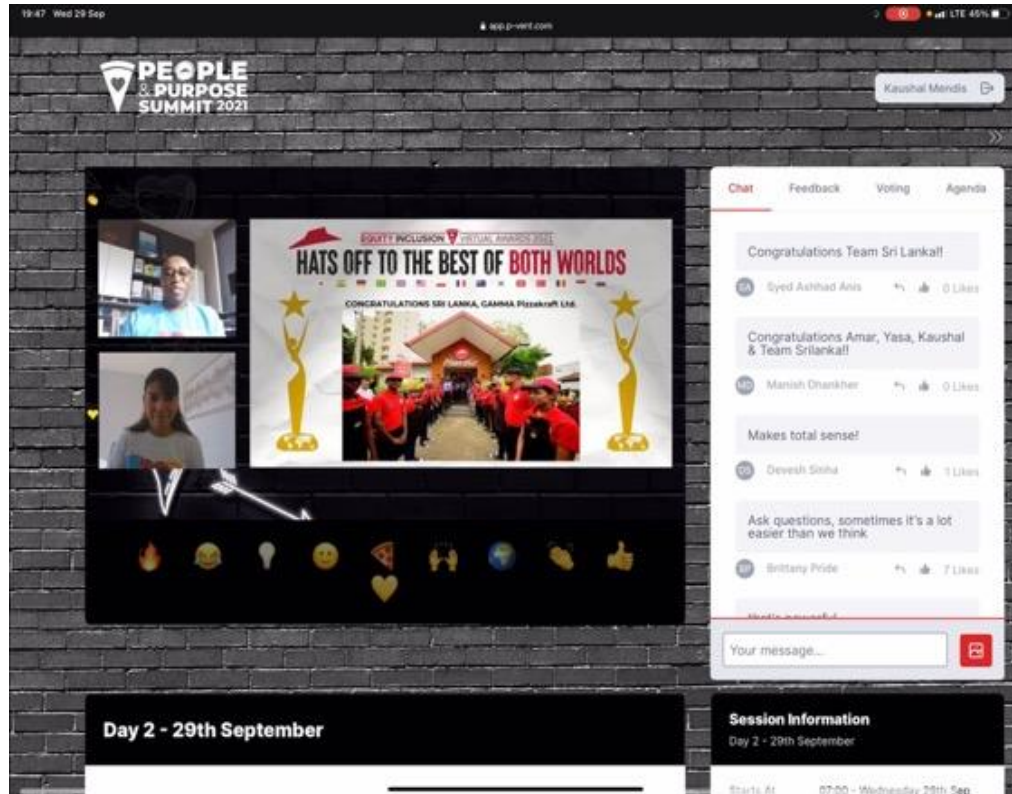 19:47 Wed 29 Sep
app.p-vent.com
LTE 45%
PEOPLE
& PURPOSE
SUMMIT 2021
Kaushal Mendis
EQUITY INCLUSION VIRTUAL AWARDS 2021
HATS OFF TO THE BEST OF BOTH WORLDS
CONGRATULATIONS SRI LANKA, GAMMA Pizzakraft Ltd.
Chat Feedback Voting Agenda
Congratulations Team Sri Lanka!!
Syed Ashhad Anis
0 Likes
Congratulations Amar, Yasa, Kaushal
& Team Srilanka!!
MD Manish Dhankher
0 Likes
Makes total sense!
DS Devesh Sinha
1 Likes
Ask questions, sometimes it's a lot
easier than we think
BP Brittany Pride
7 Likes
that's powerful
Your message...
Day 2 - 29th September
Session Information
Day 2 - 29th September
Starts At 07:00 - Wednesday 29th Sep